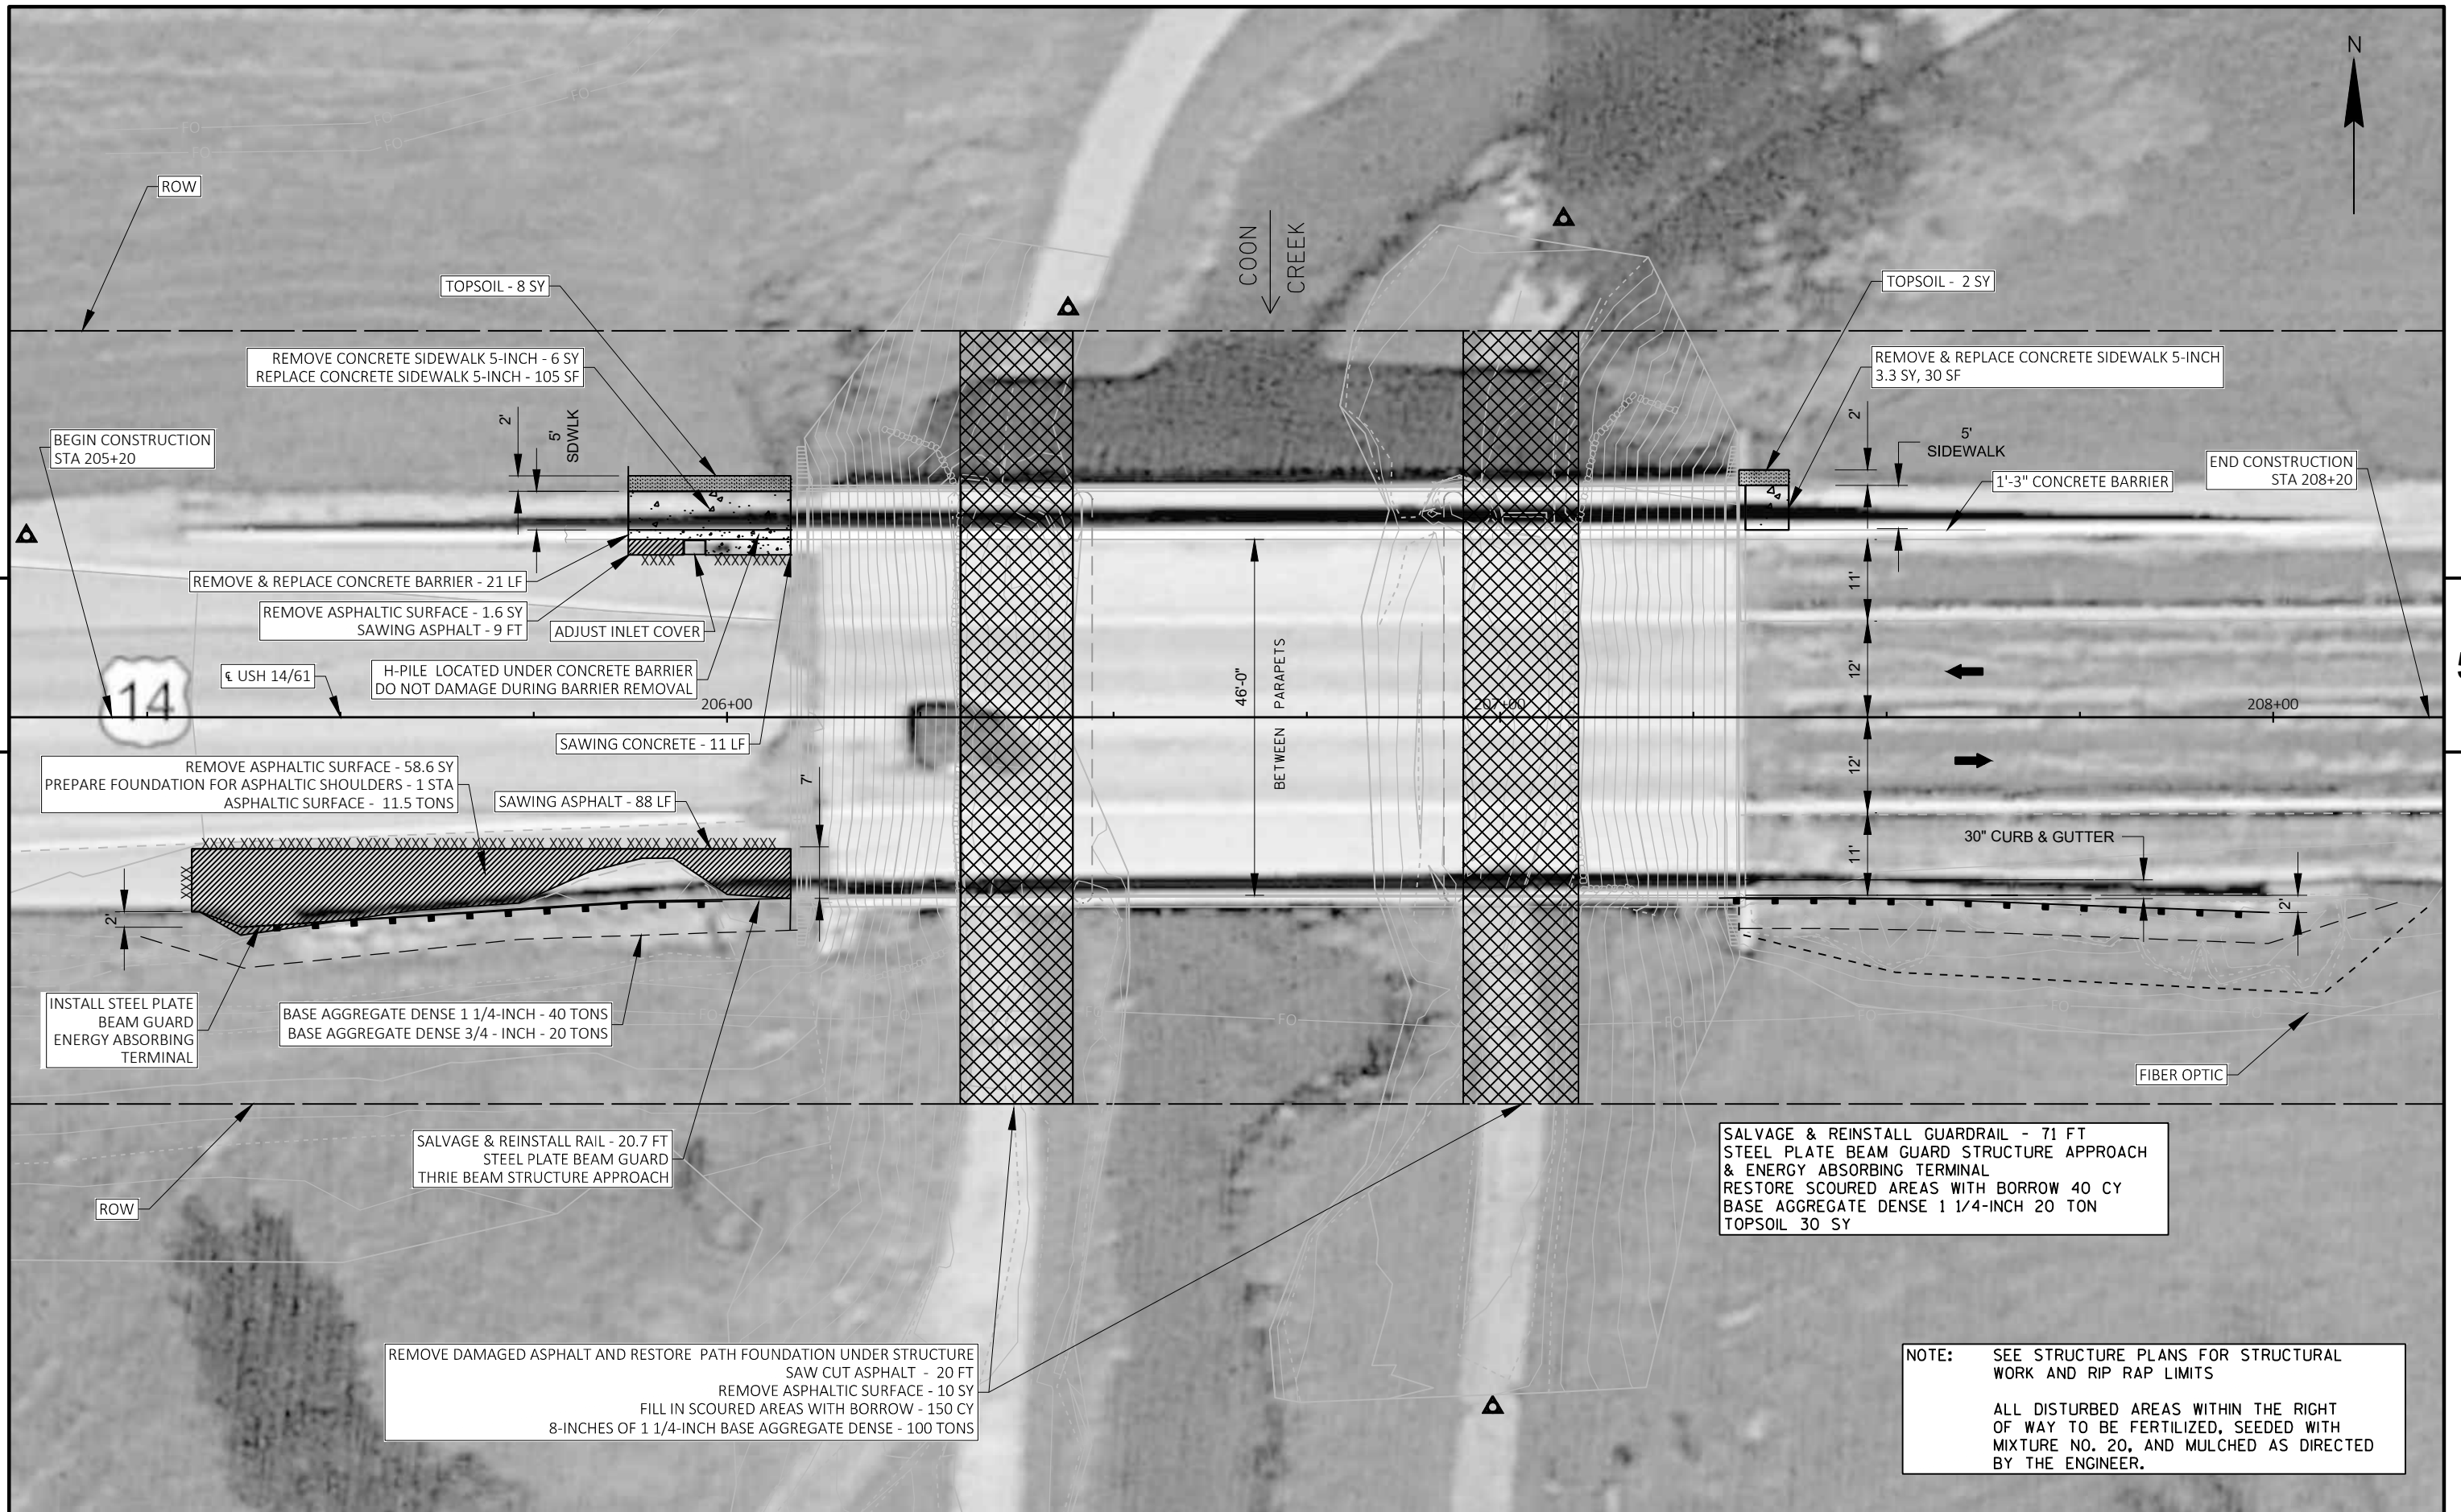 N
FO
FO
FO
FO
FO
ROW
COON
CREEK
TOPSOIL - 8 SY
TOPSOIL - 2 SY
REMOVE CONCRETE SIDEWALK 5-INCH - 6 SY
REPLACE CONCRETE SIDEWALK 5-INCH - 105 SF
REMOVE & REPLACE CONCRETE SIDEWALK 5-INCH
3.3 SY, 30 SF
2'
5'
SDWLK
2'
5'
SIDEWALK
BEGIN CONSTRUCTION
STA 205+20
END CONSTRUCTION
STA 208+20
1'-3" CONCRETE BARRIER
REMOVE & REPLACE CONCRETE BARRIER - 21 LF
REMOVE ASPHALTIC SURFACE - 1.6 SY
SAWING ASPHALT - 9 FT
ADJUST INLET COVER
H-PILE LOCATED UNDER CONCRETE BARRIER
DO NOT DAMAGE DURING BARRIER REMOVAL
11'
12'
14
℄ USH 14/61
46'-0"
BETWEEN PARAPETS
206+00
207+00
208+00
SAWING CONCRETE - 11 LF
12'
REMOVE ASPHALTIC SURFACE - 58.6 SY
PREPARE FOUNDATION FOR ASPHALTIC SHOULDERS - 1 STA
ASPHALTIC SURFACE - 11.5 TONS
SAWING ASPHALT - 88 LF
7'
11'
30" CURB & GUTTER
2'
2'
INSTALL STEEL PLATE
BEAM GUARD
ENERGY ABSORBING
TERMINAL
BASE AGGREGATE DENSE 1 1/4-INCH - 40 TONS
BASE AGGREGATE DENSE 3/4 - INCH - 20 TONS
FO
FO
FO
FO
FO
FO
FO
FIBER OPTIC
SALVAGE & REINSTALL RAIL - 20.7 FT
STEEL PLATE BEAM GUARD
THRIE BEAM STRUCTURE APPROACH
SALVAGE & REINSTALL GUARDRAIL - 71 FT
STEEL PLATE BEAM GUARD STRUCTURE APPROACH
& ENERGY ABSORBING TERMINAL
RESTORE SCOURED AREAS WITH BORROW 40 CY
BASE AGGREGATE DENSE 1 1/4-INCH 20 TON
TOPSOIL 30 SY
ROW
REMOVE DAMAGED ASPHALT AND RESTORE PATH FOUNDATION UNDER STRUCTURE
SAW CUT ASPHALT - 20 FT
REMOVE ASPHALTIC SURFACE - 10 SY
FILL IN SCOURED AREAS WITH BORROW - 150 CY
8-INCHES OF 1 1/4-INCH BASE AGGREGATE DENSE - 100 TONS
NOTE: SEE STRUCTURE PLANS FOR STRUCTURAL
WORK AND RIP RAP LIMITS
ALL DISTURBED AREAS WITHIN THE RIGHT
OF WAY TO BE FERTILIZED, SEEDED WITH
MIXTURE NO. 20, AND MULCHED AS DIRECTED
BY THE ENGINEER.